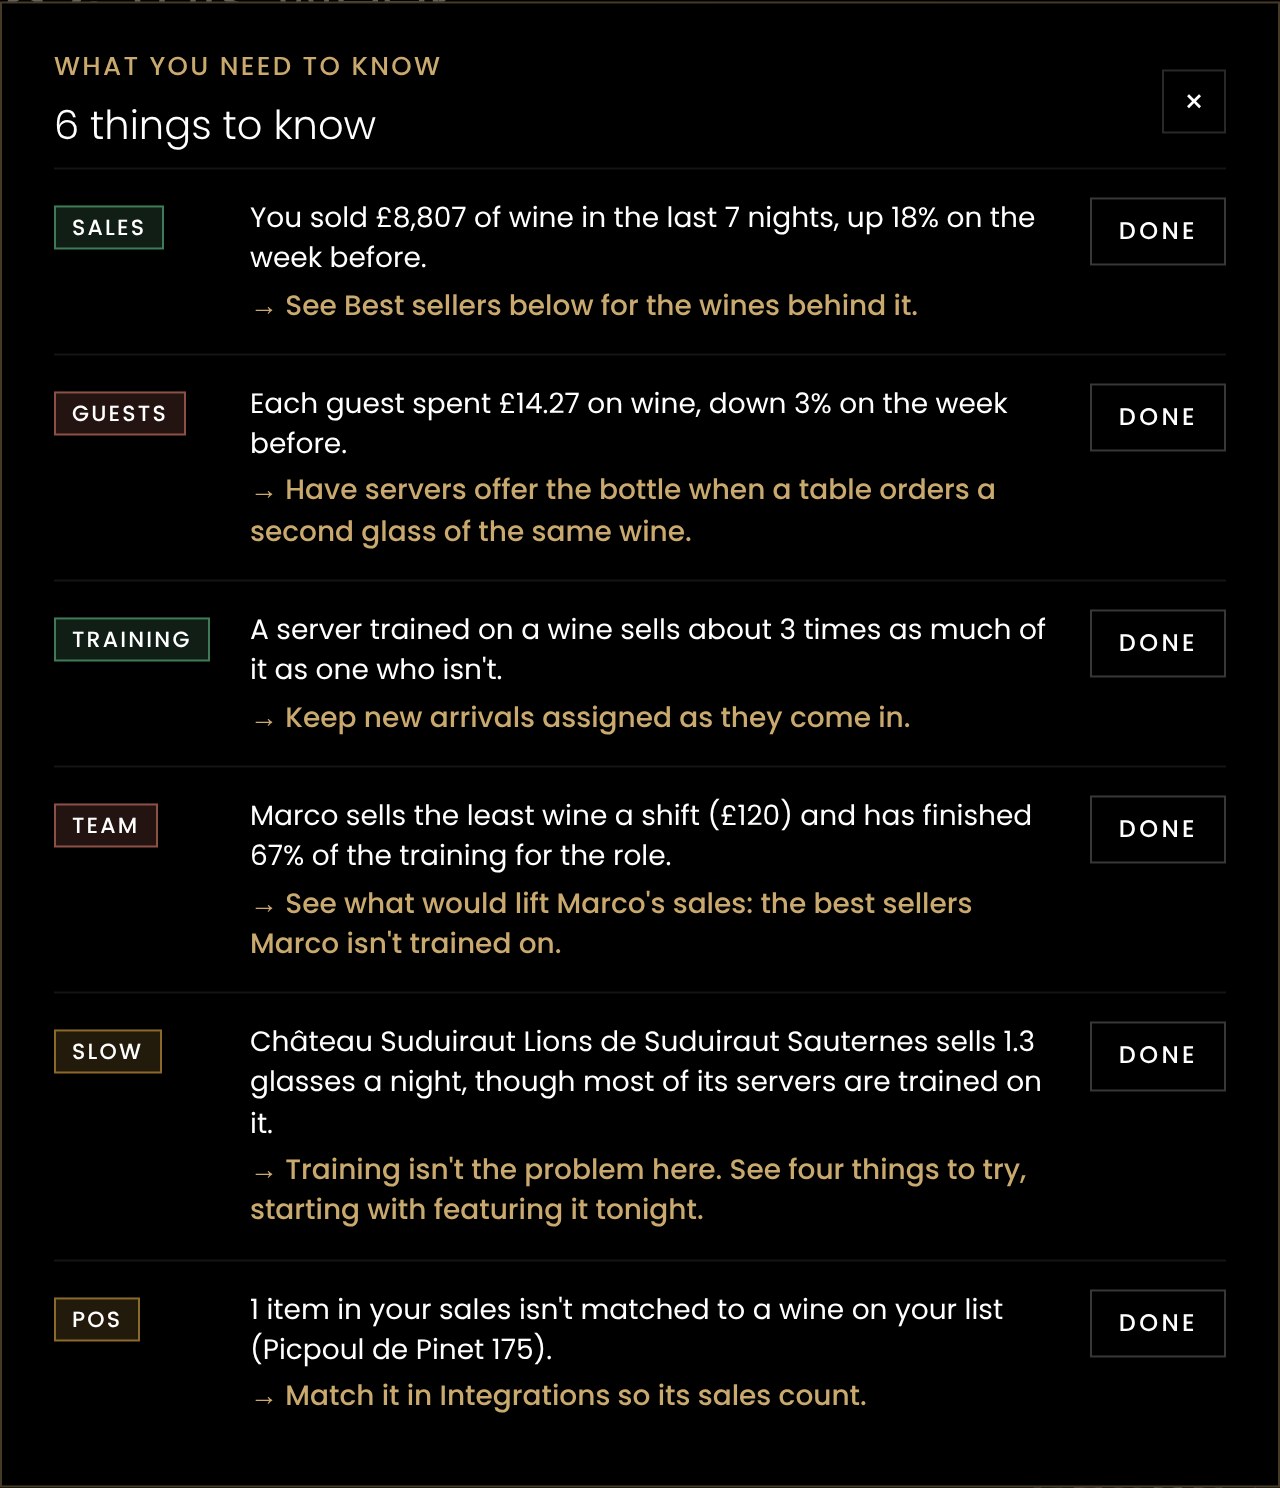 WHAT YOU NEED TO KNOW
6 things to know
×
SALES
You sold £8,807 of wine in the last 7 nights, up 18% on the
week before.
→ See Best sellers below for the wines behind it.
DONE
GUESTS
Each guest spent £14.27 on wine, down 3% on the week
before.
→ Have servers offer the bottle when a table orders a
second glass of the same wine.
DONE
TRAINING
A server trained on a wine sells about 3 times as much of
it as one who isn't.
→ Keep new arrivals assigned as they come in.
DONE
TEAM
Marco sells the least wine a shift (£120) and has finished
67% of the training for the role.
→ See what would lift Marco's sales: the best sellers
Marco isn't trained on.
DONE
SLOW
Château Suduiraut Lions de Suduiraut Sauternes sells 1.3
glasses a night, though most of its servers are trained on
it.
→ Training isn't the problem here. See four things to try,
starting with featuring it tonight.
DONE
POS
1 item in your sales isn't matched to a wine on your list
(Picpoul de Pinet 175).
→ Match it in Integrations so its sales count.
DONE